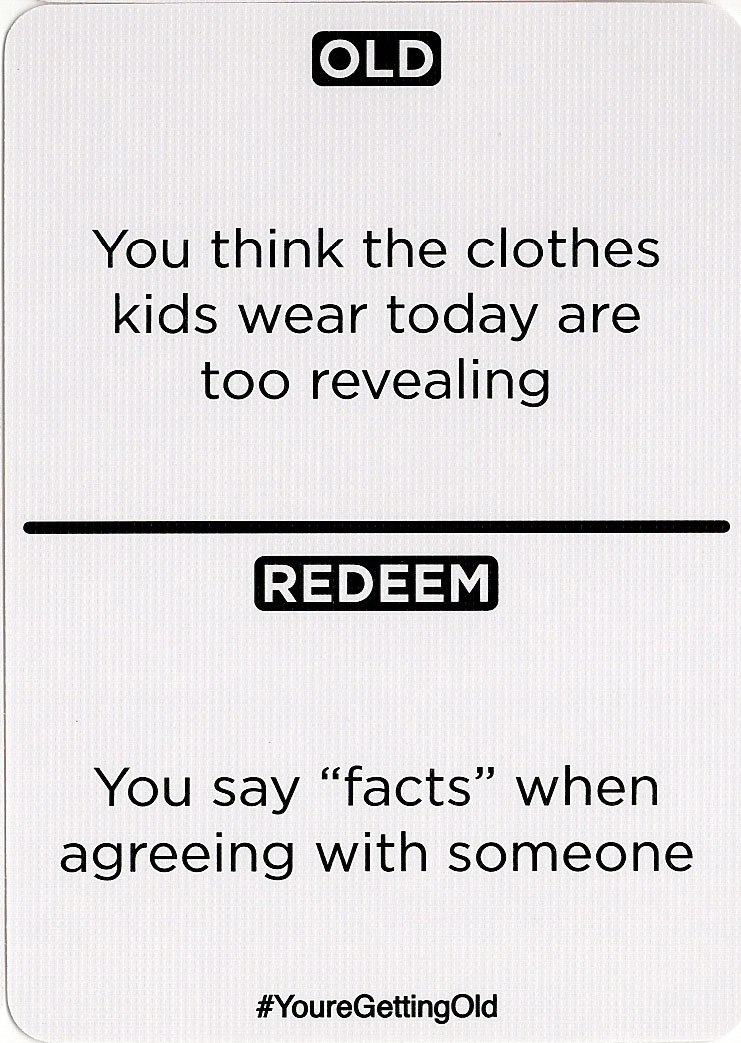 OLD
You think the clothes
kids wear today are
too revealing
REDEEM
You say “facts” when
agreeing with someone
#YoureGettingOld